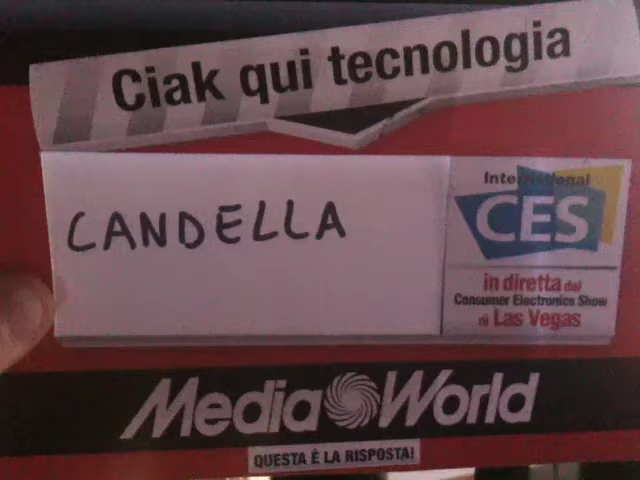 Ciak qui tecnologia
CANDELLA
International
CES
in diretta dal
Consumer Electronics Show
di Las Vegas
MediaWorld
QUESTA È LA RISPOSTA!